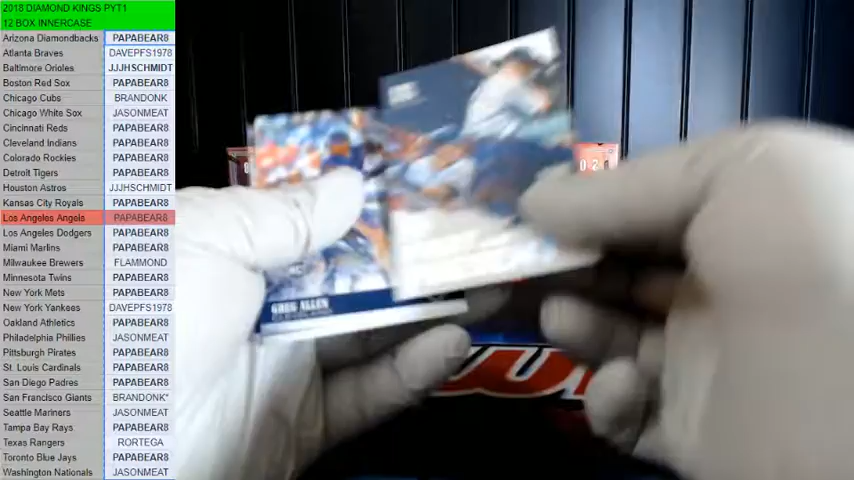 2018 DIAMOND KINGS PYT1
12 BOX INNERCASE
Arizona Diamondbacks PAPABEAR8
Atlanta Braves DAVEPFS1978
Baltimore Orioles JJJHSCHMIDT
Boston Red Sox PAPABEAR8
Chicago Cubs BRANDONK
Chicago White Sox JASONMEAT
Cincinnati Reds PAPABEAR8
Cleveland Indians PAPABEAR8
Colorado Rockies PAPABEAR8
Detroit Tigers PAPABEAR8
Houston Astros JJJHSCHMIDT
Kansas City Royals PAPABEAR8
Los Angeles Angels PAPABEAR8
Los Angeles Dodgers PAPABEAR8
Miami Marlins PAPABEAR8
Milwaukee Brewers FLAMMOND
Minnesota Twins PAPABEAR8
New York Mets PAPABEAR8
New York Yankees DAVEPFS1978
Oakland Athletics PAPABEAR8
Philadelphia Phillies JASONMEAT
Pittsburgh Pirates PAPABEAR8
St. Louis Cardinals PAPABEAR8
San Diego Padres PAPABEAR8
San Francisco Giants BRANDONK*
Seattle Mariners JASONMEAT
Tampa Bay Rays PAPABEAR8
Texas Rangers RORTEGA
Toronto Blue Jays PAPABEAR8
Washington Nationals JASONMEAT
GREG ALLEN